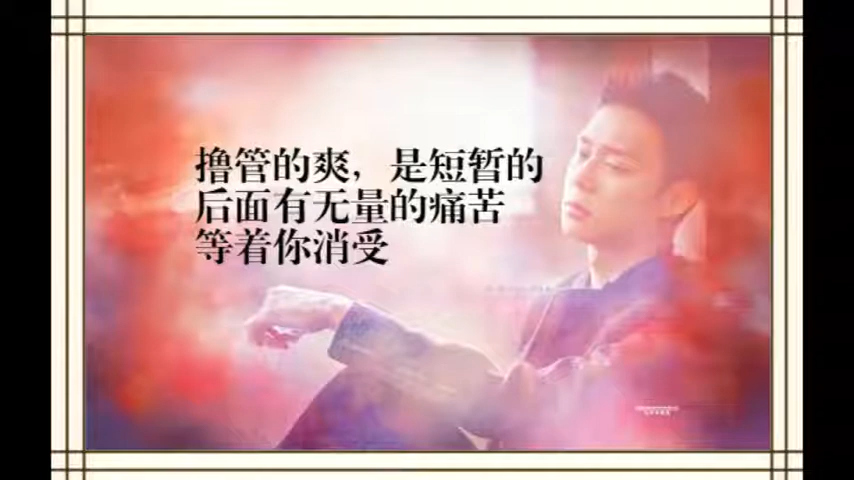 撸管的爽，是短暂的
后面有无量的痛苦
等着你消受